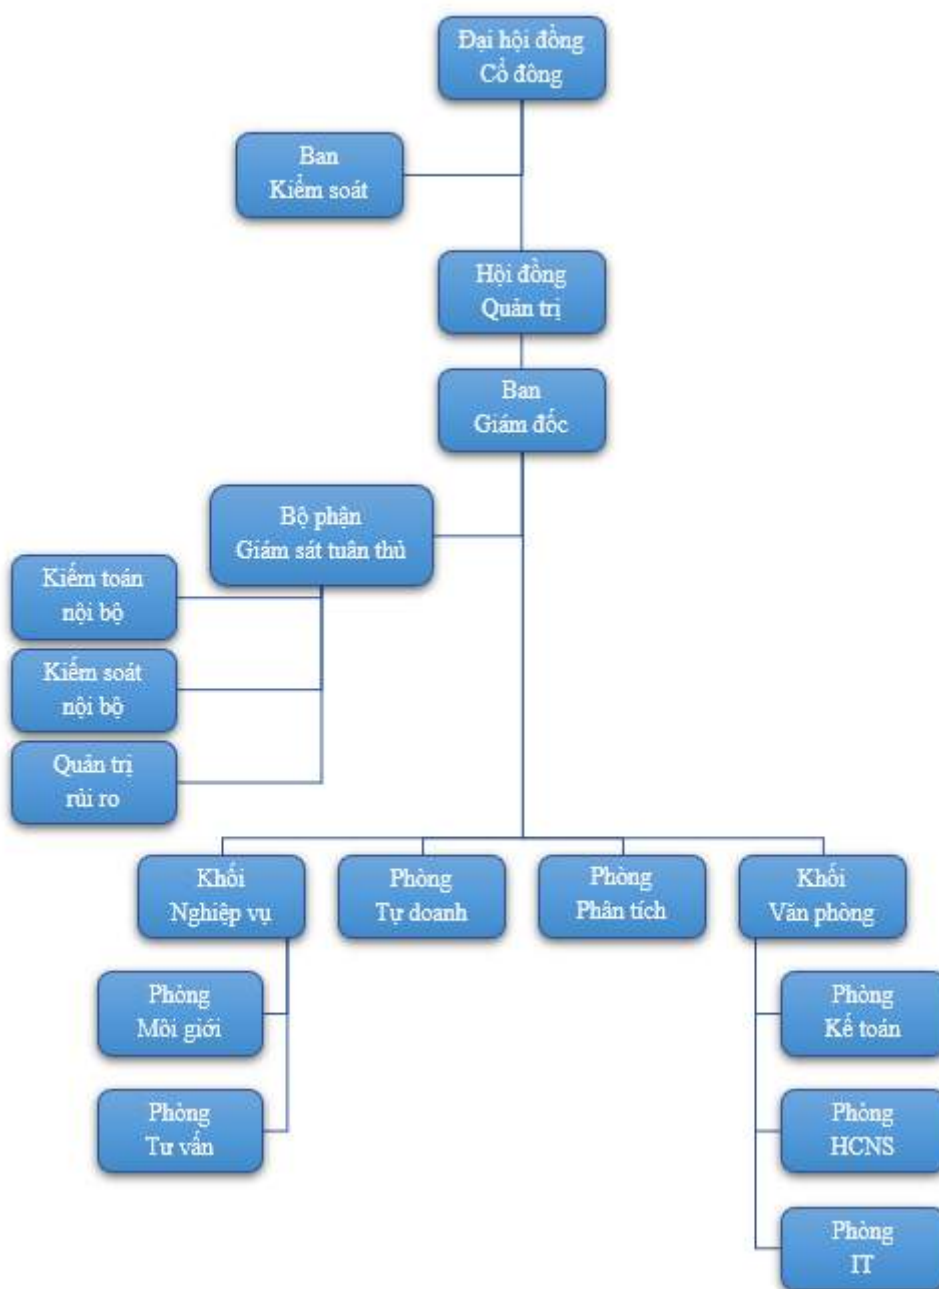 Đại hội đồng
Cổ đông
Ban
Kiểm soát
Hội đồng
Quản trị
Ban
Giám đốc
Bộ phận
Giám sát tuân thủ
Kiểm toán
nội bộ
Kiểm soát
nội bộ
Quản trị
rủi ro
Khối
Nghiệp vụ
Phòng
Tự doanh
Phòng
Phân tích
Khối
Văn phòng
Phòng
Môi giới
Phòng
Tư vấn
Phòng
Kế toán
Phòng
HCNS
Phòng
IT